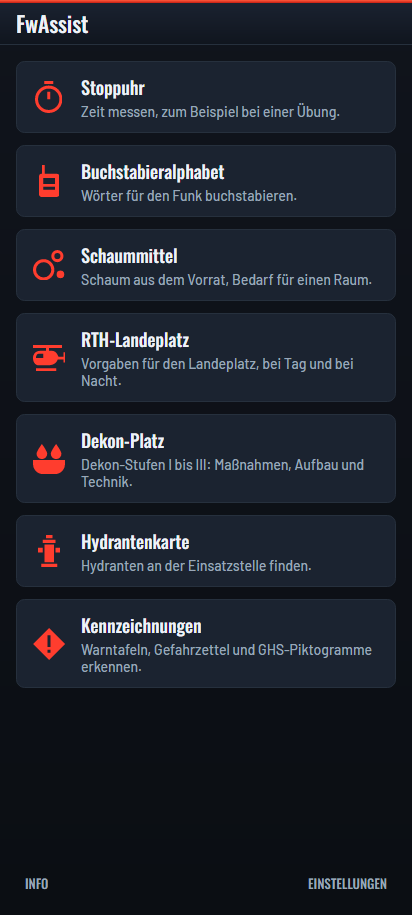 FwAssist
Stoppuhr
Zeit messen, zum Beispiel bei einer Übung.
Buchstabieralphabet
Wörter für den Funk buchstabieren.
Schaummittel
Schaum aus dem Vorrat, Bedarf für einen Raum.
RTH-Landeplatz
Vorgaben für den Landeplatz, bei Tag und bei
Nacht.
Dekon-Platz
Dekon-Stufen I bis III: Maßnahmen, Aufbau und
Technik.
Hydrantenkarte
Hydranten an der Einsatzstelle finden.
Kennzeichnungen
Warntafeln, Gefahrzettel und GHS-Piktogramme
erkennen.
INFO
EINSTELLUNGEN